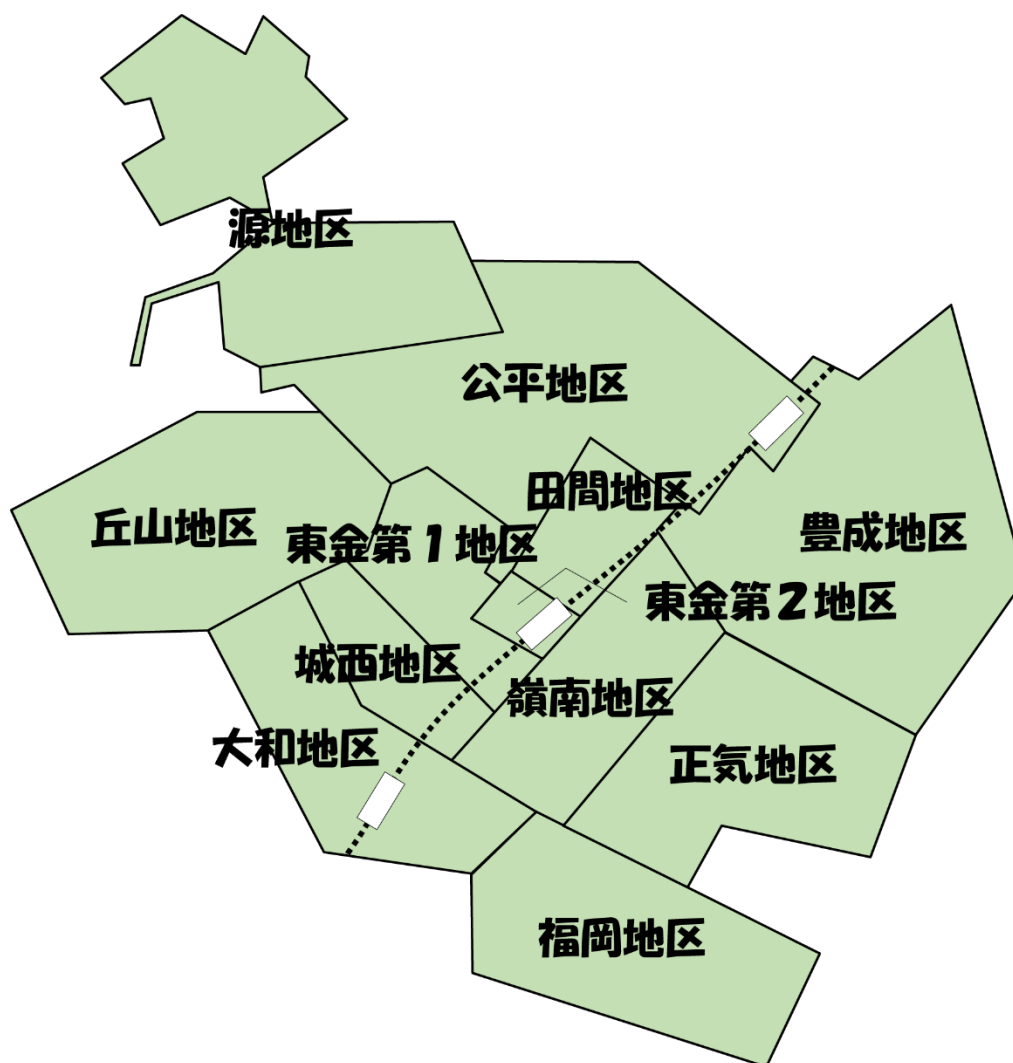 源地区
公平地区
田間地区
丘山地区
東金第1地区
豊成地区
東金第2地区
城西地区
嶺南地区
大和地区
正気地区
福岡地区